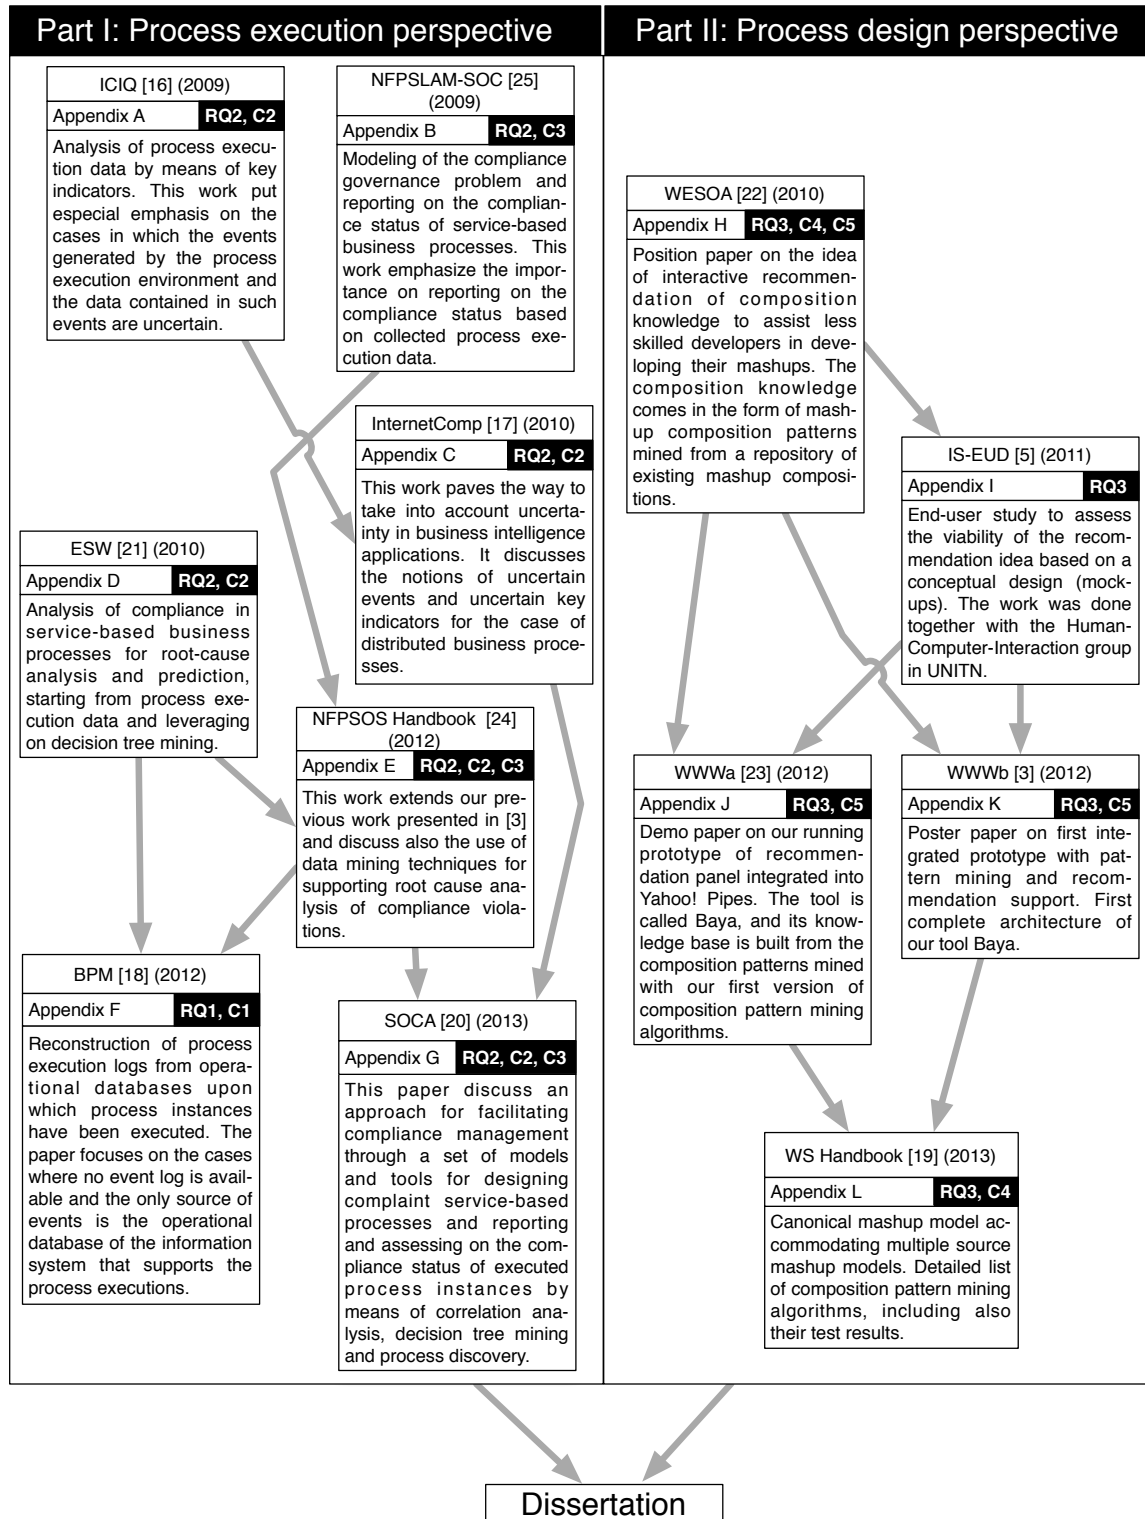 Part I: Process execution perspective
Part II: Process design perspective
ICIQ [16] (2009)
Appendix A
RQ2, C2
Analysis of process execu-
tion data by means of key
indicators. This work put
especial emphasis on the
cases in which the events
generated by the process
execution environment and
the data contained in such
events are uncertain.
NFPSLAM-SOC [25]
(2009)
Appendix B
RQ2, C3
Modeling of the compliance
governance problem and
reporting on the complian-
ce status of service-based
business processes. This
work emphasize the impor-
tance on reporting on the
compliance status based
on collected process exe-
cution data.
InternetComp [17] (2010)
Appendix C
RQ2, C2
This work paves the way to
take into account uncerta-
inty in business intelligence
applications. It discusses
the notions of uncertain
events and uncertain key
indicators for the case of
distributed business proce-
sses.
ESW [21] (2010)
Appendix D
RQ2, C2
Analysis of compliance in
service-based business
processes for root-cause
analysis and prediction,
starting from process exe-
cution data and leveraging
on decision tree mining.
NFPSOS Handbook [24]
(2012)
Appendix E
RQ2, C2, C3
This work extends our pre-
vious work presented in [3]
and discuss also the use of
data mining techniques for
supporting root cause ana-
lysis of compliance viola-
tions.
BPM [18] (2012)
Appendix F
RQ1, C1
Reconstruction of process
execution logs from opera-
tional databases upon
which process instances
have been executed. The
paper focuses on the cases
where no event log is avail-
able and the only source of
events is the operational
database of the information
system that supports the
process executions.
SOCA [20] (2013)
Appendix G
RQ2, C2, C3
This paper discuss an
approach for facilitating
compliance management
through a set of models
and tools for designing
complaint service-based
processes and reporting
and assessing on the com-
pliance status of executed
process instances by
means of correlation ana-
lysis, decision tree mining
and process discovery.
WESOA [22] (2010)
Appendix H
RQ3, C4, C5
Position paper on the idea
of interactive recommen-
dation of composition
knowledge to assist less
skilled developers in deve-
loping their mashups. The
composition knowledge
comes in the form of mash-
up composition patterns
mined from a repository of
existing mashup composi-
tions.
IS-EUD [5] (2011)
Appendix I
RQ3
End-user study to assess
the viability of the recom-
mendation idea based on a
conceptual design (mock-
ups). The work was done
together with the Human-
Computer-Interaction group
in UNITN.
WWWa [23] (2012)
Appendix J
RQ3, C5
Demo paper on our running
prototype of recommen-
dation panel integrated into
Yahoo! Pipes. The tool is
called Baya, and its know-
ledge base is built from the
composition patterns mined
with our first version of
composition pattern mining
algorithms.
WWWb [3] (2012)
Appendix K
RQ3, C5
Poster paper on first inte-
grated prototype with pat-
tern mining and recom-
mendation support. First
complete architecture of
our tool Baya.
WS Handbook [19] (2013)
Appendix L
RQ3, C4
Canonical mashup model ac-
commodating multiple source
mashup models. Detailed list
of composition pattern mining
algorithms, including also
their test results.
Dissertation